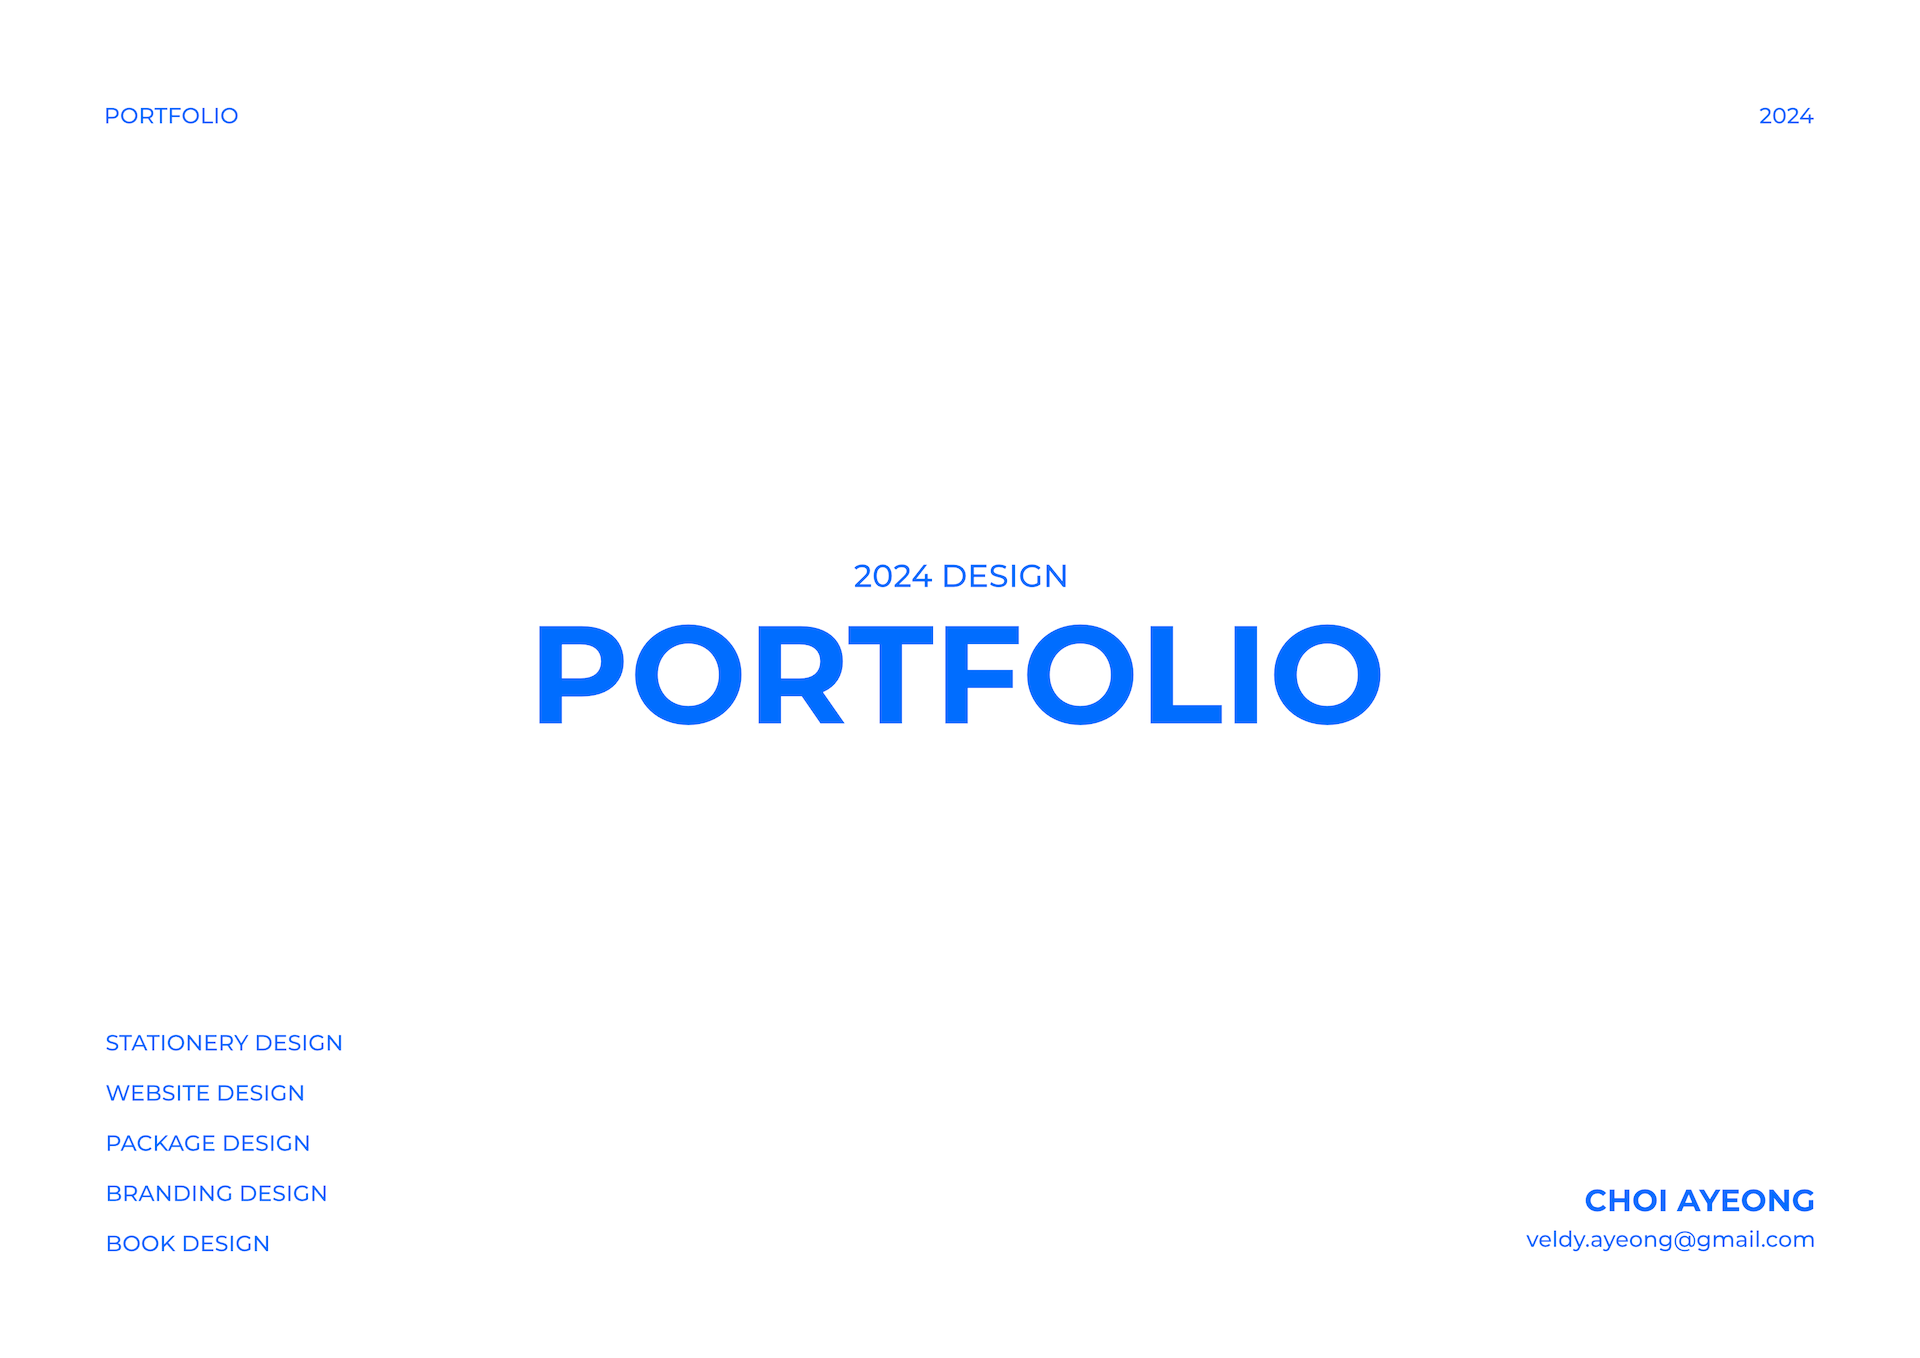 PORTFOLIO
2024
2024 DESIGN
PORTFOLIO
STATIONERY DESIGN
WEBSITE DESIGN
PACKAGE DESIGN
BRANDING DESIGN
BOOK DESIGN
CHOI AYEONG
veldy.ayeong@gmail.com